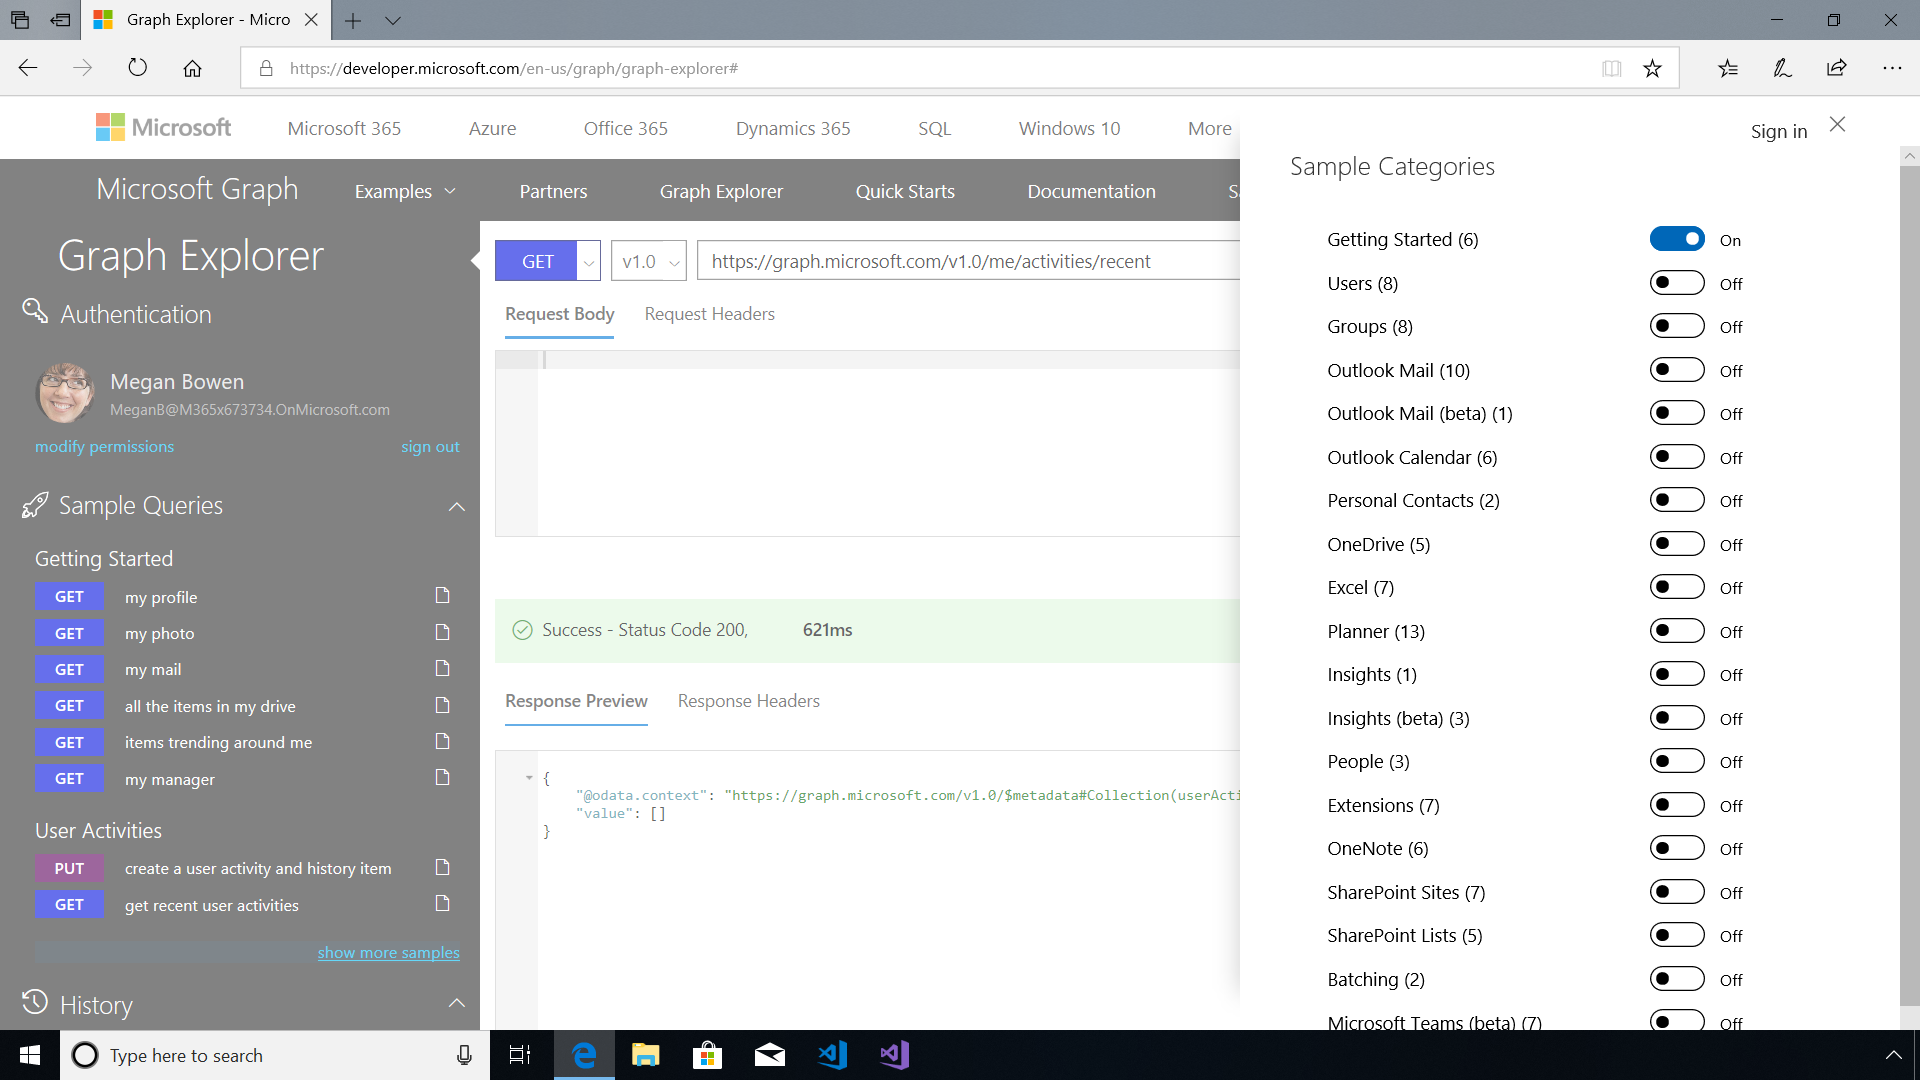 Graph Explorer - Micro
https://developer.microsoft.com/en-us/graph/graph-explorer#
Microsoft
Microsoft 365
Azure
Office 365
Dynamics 365
SQL
Windows 10
More
Sign in
Microsoft Graph
Examples
Partners
Graph Explorer
Quick Starts
Documentation
Graph Explorer
Authentication
Megan Bowen
MeganB@M365x673734.OnMicrosoft.com
modify permissions
sign out
Sample Queries
Getting Started
GET my profile
GET my photo
GET my mail
GET all the items in my drive
GET items trending around me
GET my manager
User Activities
PUT create a user activity and history item
GET get recent user activities
show more samples
History
GET
v1.0
https://graph.microsoft.com/v1.0/me/activities/recent
Request Body
Request Headers
Success - Status Code 200, 621ms
Response Preview
Response Headers
{
"@odata.context": "https://graph.microsoft.com/v1.0/$metadata#Collection(userActi
"value": []
}
Sample Categories
Getting Started (6) On
Users (8) Off
Groups (8) Off
Outlook Mail (10) Off
Outlook Mail (beta) (1) Off
Outlook Calendar (6) Off
Personal Contacts (2) Off
OneDrive (5) Off
Excel (7) Off
Planner (13) Off
Insights (1) Off
Insights (beta) (3) Off
People (3) Off
Extensions (7) Off
OneNote (6) Off
SharePoint Sites (7) Off
SharePoint Lists (5) Off
Batching (2) Off
Microsoft Teams (beta) (7) Off
Type here to search